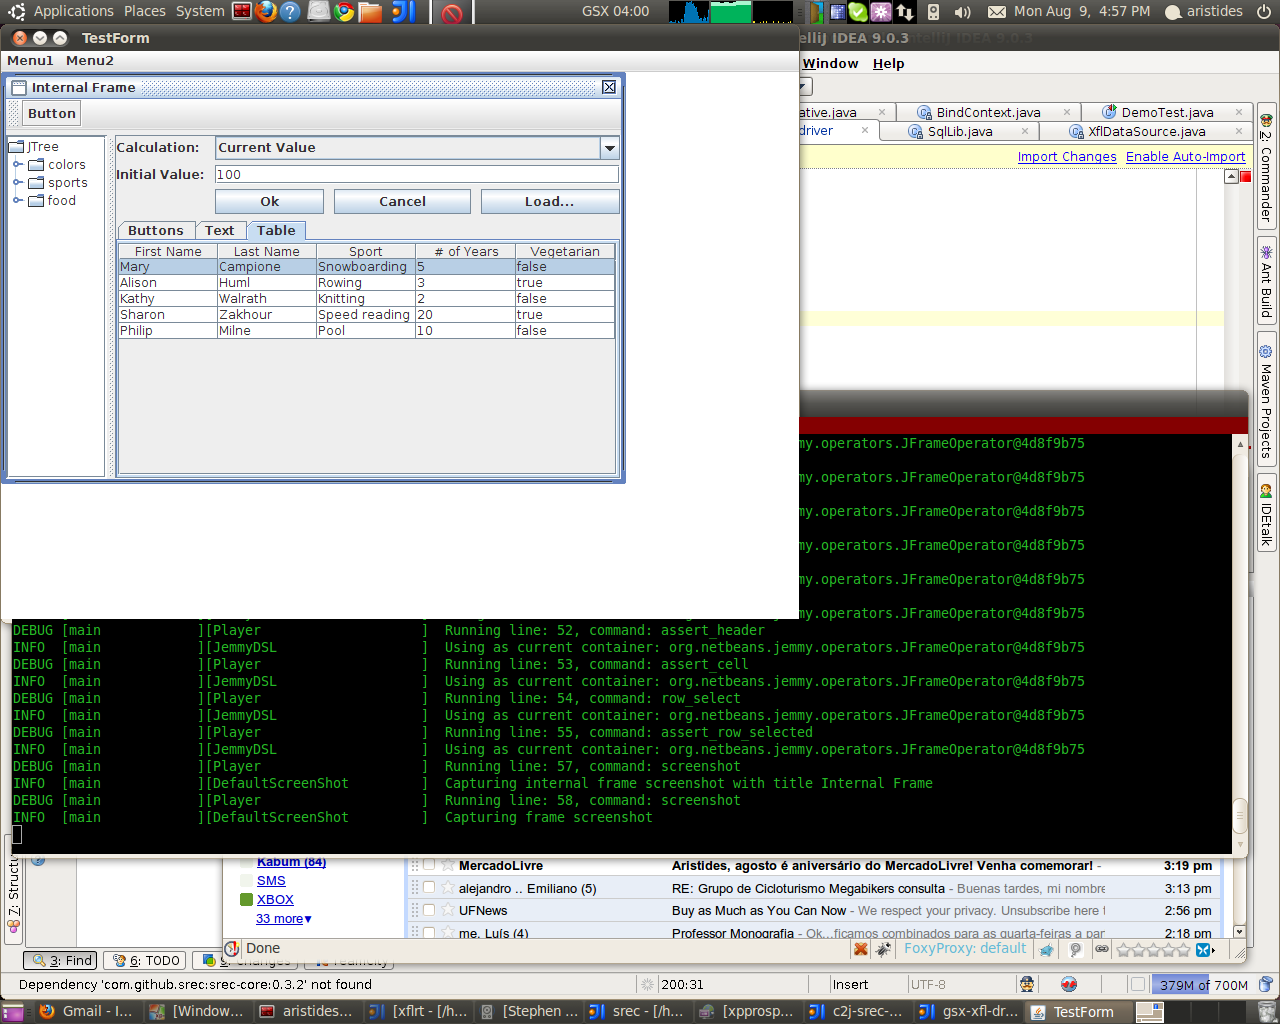 Applications Places System
GSX 04:00
Mon Aug 9, 4:57 PM
aristides
TestForm
IntelliJ IDEA 9.0.3
Menu1 Menu2
Window Help
Internal Frame
Button
ative.java
BindContext.java
DemoTest.java
driver
SqlLib.java
XflDataSource.java
Import Changes Enable Auto-Import
JTree
colors
sports
food
Calculation: Current Value
Initial Value: 100
Ok Cancel Load...
Buttons Text Table
First Name Last Name Sport # of Years Vegetarian
Mary Campione Snowboarding 5 false
Alison Huml Rowing 3 true
Kathy Walrath Knitting 2 false
Sharon Zakhour Speed reading 20 true
Philip Milne Pool 10 false
2: Commander
Ant Build
Maven Projects
IDEtalk
my.operators.JFrameOperator@4d8f9b75
my.operators.JFrameOperator@4d8f9b75
my.operators.JFrameOperator@4d8f9b75
my.operators.JFrameOperator@4d8f9b75
my.operators.JFrameOperator@4d8f9b75
my.operators.JFrameOperator@4d8f9b75
DEBUG [main ][Player ] Running line: 52, command: assert_header
INFO [main ][JemmyDSL ] Using as current container: org.netbeans.jemmy.operators.JFrameOperator@4d8f9b75
DEBUG [main ][Player ] Running line: 53, command: assert_cell
INFO [main ][JemmyDSL ] Using as current container: org.netbeans.jemmy.operators.JFrameOperator@4d8f9b75
DEBUG [main ][Player ] Running line: 54, command: row_select
INFO [main ][JemmyDSL ] Using as current container: org.netbeans.jemmy.operators.JFrameOperator@4d8f9b75
DEBUG [main ][Player ] Running line: 55, command: assert_row_selected
INFO [main ][JemmyDSL ] Using as current container: org.netbeans.jemmy.operators.JFrameOperator@4d8f9b75
DEBUG [main ][Player ] Running line: 57, command: screenshot
INFO [main ][DefaultScreenShot ] Capturing internal frame screenshot with title Internal Frame
DEBUG [main ][Player ] Running line: 58, command: screenshot
INFO [main ][DefaultScreenShot ] Capturing frame screenshot
7: Structu
Kabum (84)
SMS
XBOX
33 more▾
MercadoLivre Aristides, agosto é aniversário do MercadoLivre! Venha comemorar! - 3:19 pm
alejandro .. Emiliano (5) RE: Grupo de Cicloturismo Megabikers consulta - Buenas tardes, mi nombre 3:13 pm
UFNews Buy as Much as You Can Now - We respect your privacy. Unsubscribe here 2:56 pm
me, Luís (4) Professor Monografia - Ok...ficamos combinados para as quarta-feiras a par 2:18 pm
Done
FoxyProxy: default
3: Find 6: TODO Changes
Dependency 'com.github.srec:srec-core:0.3.2' not found
200:31 Insert UTF-8 379M of 700M
Gmail - I... [Window... aristides... [xflrt - [/h... [Stephen ... srec - [/h... [xpprosp... c2j-srec-... gsx-xfl-dr... TestForm